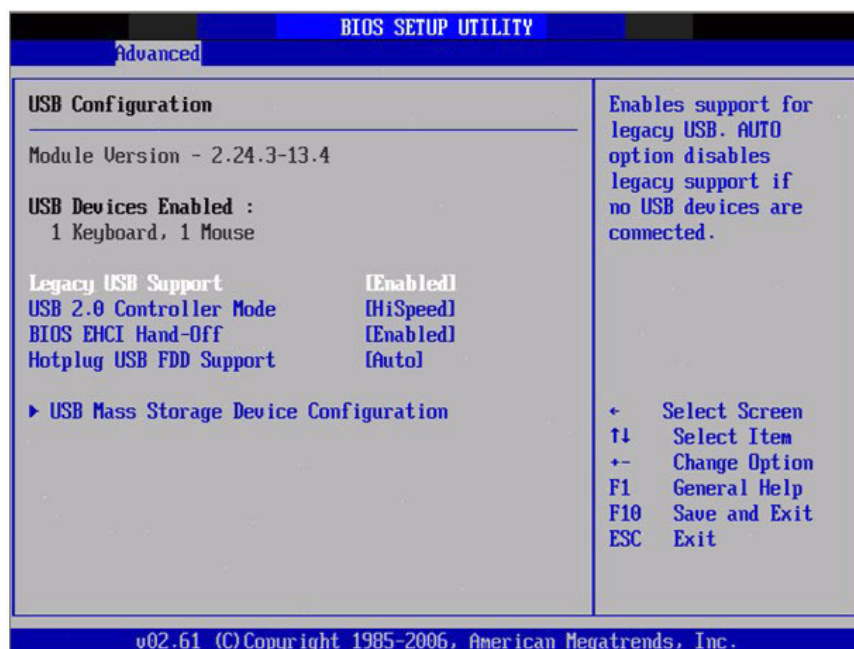 BIOS SETUP UTILITY
Advanced
USB Configuration
Module Version - 2.24.3-13.4
USB Devices Enabled :
1 Keyboard, 1 Mouse
Legacy USB Support [Enabled]
USB 2.0 Controller Mode [HiSpeed]
BIOS EHCI Hand-Off [Enabled]
Hotplug USB FDD Support [Auto]
▶ USB Mass Storage Device Configuration
Enables support for
legacy USB. AUTO
option disables
legacy support if
no USB devices are
connected.
← Select Screen
↑↓ Select Item
+- Change Option
F1 General Help
F10 Save and Exit
ESC Exit
v02.61 (C)Copyright 1985-2006, American Megatrends, Inc.